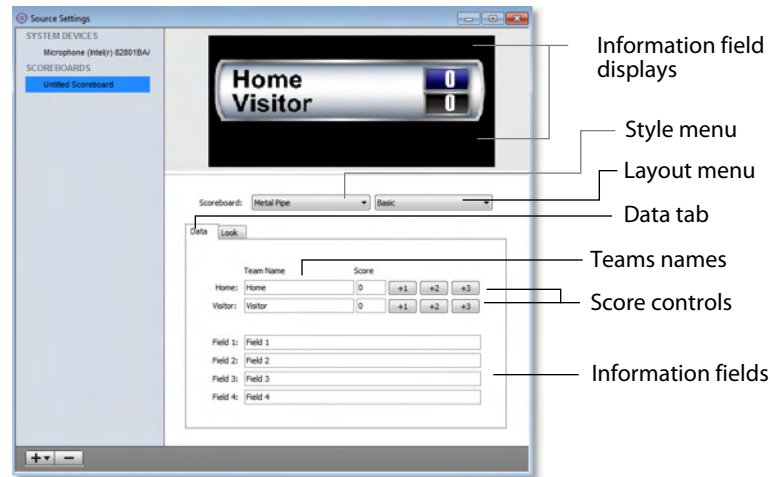 Source Settings
SYSTEM DEVICES
Microphone (Intel(r) 82801BA/
SCOREBOARDS
Untitled Scoreboard
Home 0
Visitor 0
Scoreboard: Metal Pipe Basic
Data Look
Team Name Score
Home: Home 0 +1 +2 +3
Visitor: Visitor 0 +1 +2 +3
Field 1: Field 1
Field 2: Field 2
Field 3: Field 3
Field 4: Field 4
Information field
displays
Style menu
Layout menu
Data tab
Teams names
Score controls
Information fields